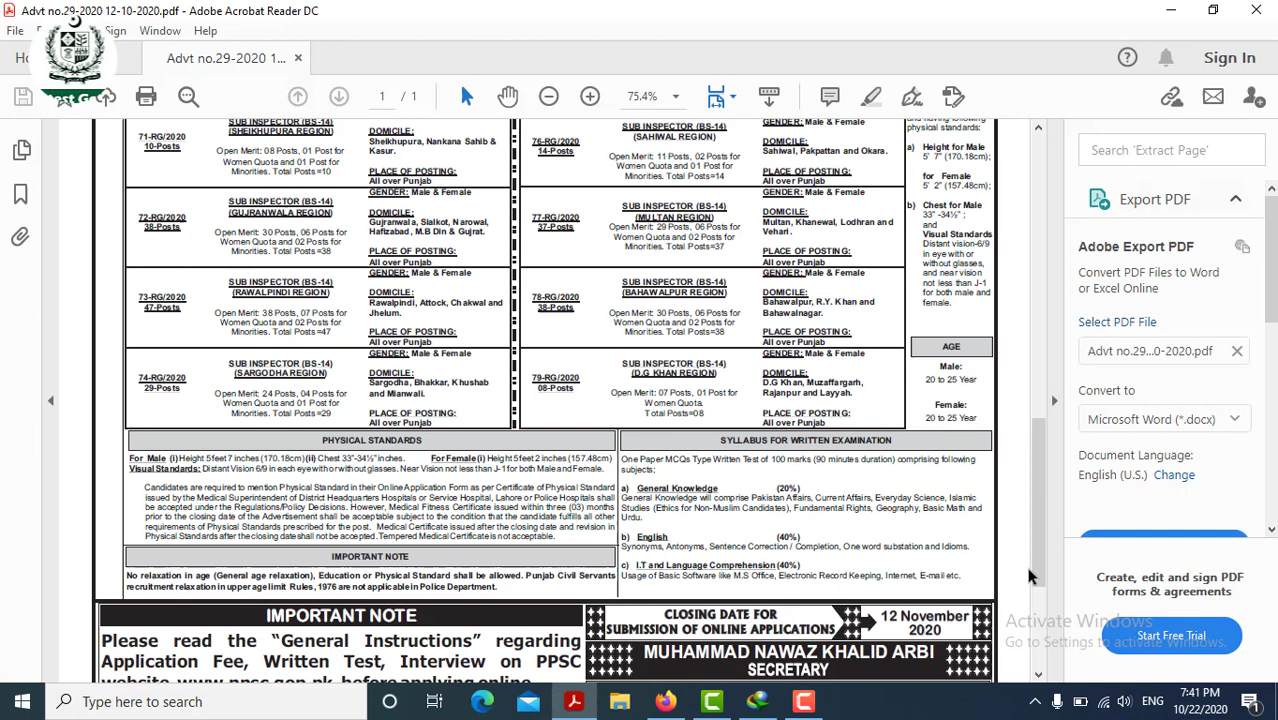 Advt no.29-2020 12-10-2020.pdf - Adobe Acrobat Reader DC
File
Sign Window Help
Advt no.29-2020 1... ×
Sign In
1 / 1
75.4%
71-RG/2020
10-Posts
SUB INSPECTOR (BS-14)
(SHEIKHUPURA REGION)
Open Merit: 08 Posts, 01 Post for
Women Quota and 01 Post for
Minorities. Total Posts =10
DOMICILE:
Sheikhupura, Nankana Sahib &
Kasur.
PLACE OF POSTING:
All over Punjab
72-RG/2020
38-Posts
SUB INSPECTOR (BS-14)
(GUJRANWALA REGION)
Open Merit: 30 Posts, 06 Posts for
Women Quota and 02 Posts for
Minorities. Total Posts =38
GENDER: Male & Female
DOMICILE:
Gujranwala, Sialkot, Narowal,
Hafizabad, M.B Din & Gujrat.
PLACE OF POSTING:
All over Punjab
73-RG/2020
47-Posts
SUB INSPECTOR (BS-14)
(RAWALPINDI REGION)
Open Merit: 38 Posts, 07 Posts for
Women Quota and 02 Posts for
Minorities. Total Posts =47
GENDER: Male & Female
DOMICILE:
Rawalpindi, Attock, Chakwal and
Jhelum.
PLACE OF POSTING:
All over Punjab
74-RG/2020
29-Posts
SUB INSPECTOR (BS-14)
(SARGODHA REGION)
Open Merit: 24 Posts, 04 Posts for
Women Quota and 01 Post for
Minorities. Total Posts =29
GENDER: Male & Female
DOMICILE:
Sargodha, Bhakkar, Khushab
and Mianwali.
PLACE OF POSTING:
All over Punjab
76-RG/2020
14-Posts
SUB INSPECTOR (BS-14)
(SAHIWAL REGION)
Open Merit: 11 Posts, 02 Posts for
Women Quota and 01 Post for
Minorities. Total Posts=14
GENDER: Male & Female
DOMICILE:
Sahiwal, Pakpattan and Okara.
PLACE OF POSTING:
All over Punjab
77-RG/2020
37-Posts
SUB INSPECTOR (BS-14)
(MULTAN REGION)
Open Merit: 29 Posts, 06 Posts for
Women Quota and 02 Posts for
Minorities. Total Posts=37
GENDER: Male & Female
DOMICILE:
Multan, Khanewal, Lodhran and
Vehari.
PLACE OF POSTING:
All over Punjab
78-RG/2020
38-Posts
SUB INSPECTOR (BS-14)
(BAHAWALPUR REGION)
Open Merit: 30 Posts, 06 Posts for
Women Quota and 02 Posts for
Minorities. Total Posts=38
GENDER: Male & Female
DOMICILE:
Bahawalpur, R.Y. Khan and
Bahawalnagar.
PLACE OF POSTING:
All over Punjab
79-RG/2020
08-Posts
SUB INSPECTOR (BS-14)
(D.G KHAN REGION)
Open Merit: 07 Posts, 01 Post for
Women Quota.
Total Posts=08
GENDER: Male & Female
DOMICILE:
D.G Khan, Muzaffargarh,
Rajanpur and Layyah.
PLACE OF POSTING:
All over Punjab
and having following
physical standards:
a) Height for Male
5' 7" (170.18cm);
for Female
5' 2" (157.48cm);
b) Chest for Male
33" -34½" ;
and
Visual Standards
Distant vision-6/9
in eye with or
without glasses,
and near vision
not less than J-1
for both male and
female.
AGE
Male:
20 to 25 Year
Female:
20 to 25 Year
PHYSICAL STANDARDS
For Male (i) Height 5 feet 7 inches (170.18cm)(ii) Chest 33"-34½" inches. For Female(i) Height 5 feet 2 inches (157.48cm)
Visual Standards: Distant Vision 6/9 in each eye with or without glasses. Near Vision not less than J-1 for both Male and Female.
Candidates are required to mention Physical Standard in their Online Application Form as per Certificate of Physical Standard
issued by the Medical Superintendent of District Headquarters Hospitals or Service Hospital, Lahore or Police Hospitals shall
be accepted under the Regulations/Policy Decisions. However, Medical Fitness Certificate issued within three (03) months
prior to the closing date of the Advertisement shall be acceptable subject to the condition that the candidate fulfills all other
requirements of Physical Standards prescribed for the post. Medical Certificate issued after the closing date and revision in
Physical Standards after the closing date shall not be accepted. Tempered Medical Certificate is not acceptable.
IMPORTANT NOTE
No relaxation in age (General age relaxation), Education or Physical Standard shall be allowed. Punjab Civil Servants
recruitment relaxation in upper age limit Rules, 1976 are not applicable in Police Department.
SYLLABUS FOR WRITTEN EXAMINATION
One Paper MCQs Type Written Test of 100 marks (90 minutes duration) comprising following
subjects;
a) General Knowledge (20%)
General Knowledge will comprise Pakistan Affairs, Current Affairs, Everyday Science, Islamic
Studies (Ethics for Non-Muslim Candidates), Fundamental Rights, Geography, Basic Math and
Urdu.
b) English (40%)
Synonyms, Antonyms, Sentence Correction / Completion, One word substation and Idioms.
c) I.T and Language Comprehension (40%)
Usage of Basic Software like M.S Office, Electronic Record Keeping, Internet, E-mail etc.
IMPORTANT NOTE
Please read the "General Instructions" regarding
Application Fee, Written Test, Interview on PPSC
website www.ppsc.gop.pk before applying online
CLOSING DATE FOR
SUBMISSION OF ONLINE APPLICATIONS
12 November
2020
MUHAMMAD NAWAZ KHALID ARBI
SECRETARY
Search 'Extract Page'
Export PDF
Adobe Export PDF
Convert PDF Files to Word
or Excel Online
Select PDF File
Advt no.29...0-2020.pdf
Convert to
Microsoft Word (*.docx)
Document Language:
English (U.S.) Change
Create, edit and sign PDF
forms & agreements
Start Free Trial
Activate Windows
Go to Settings to activate Windows.
Type here to search
ENG
7:41 PM
10/22/2020
1